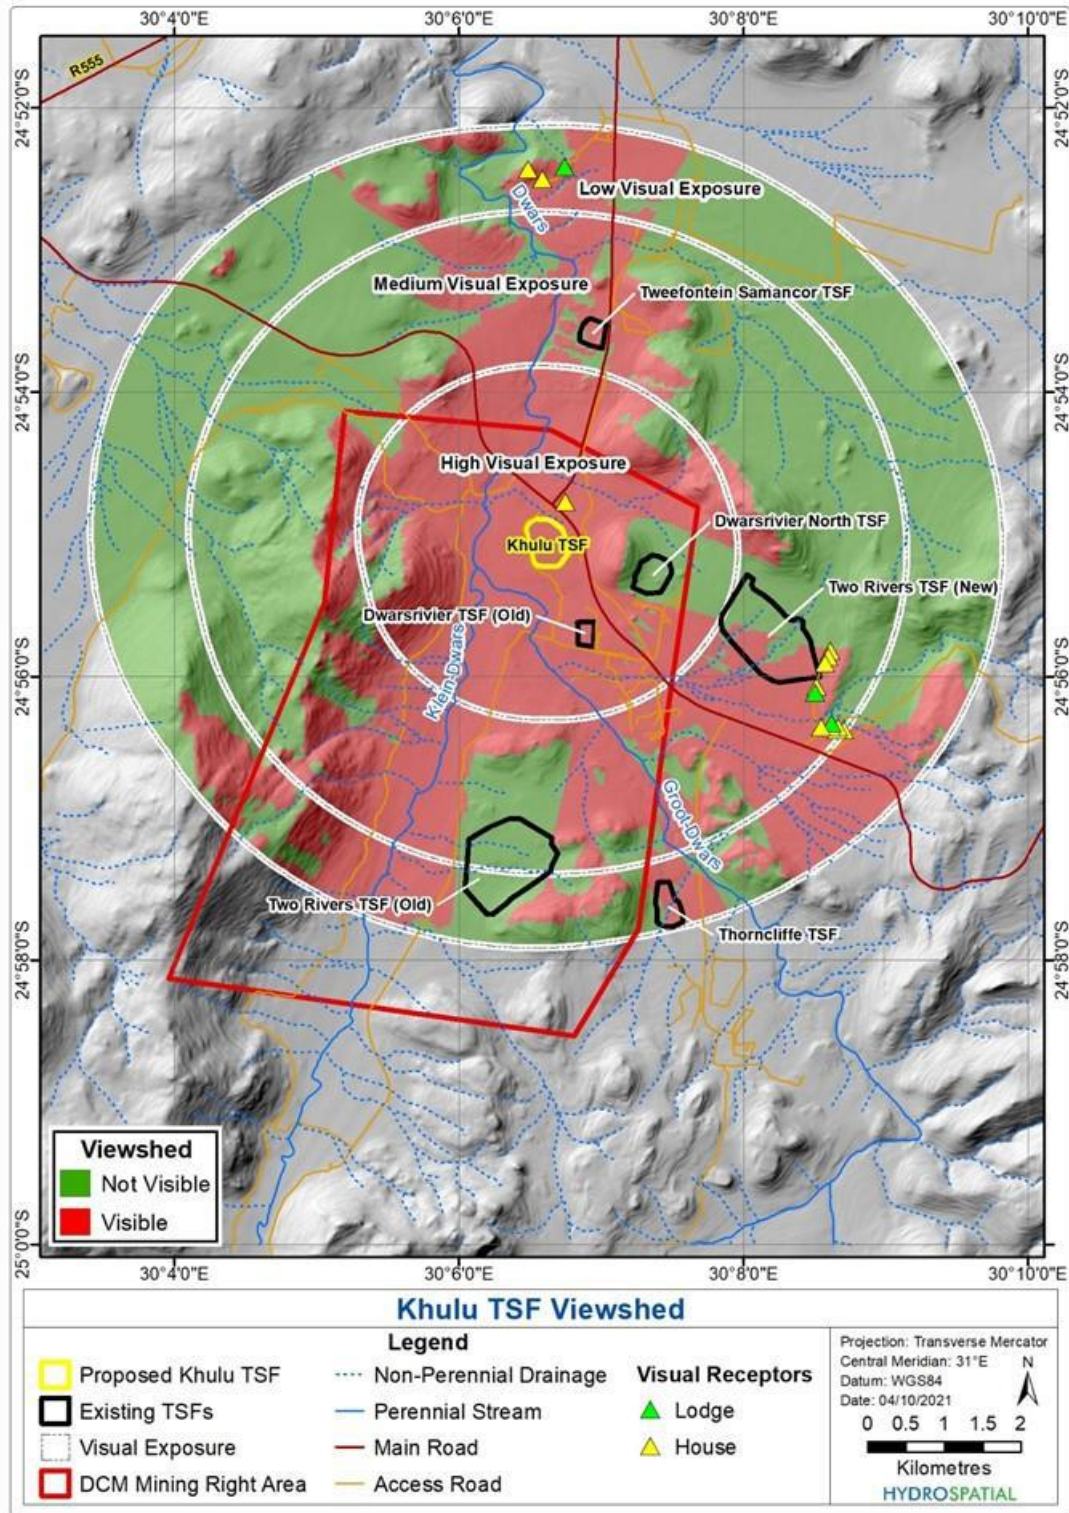 30°4'0"E 30°6'0"E 30°8'0"E 30°10'0"E
R555
24°52'0"S 24°52'0"S
Low Visual Exposure
Dwars
Medium Visual Exposure
Tweefontein Samancor TSF
24°54'0"S 24°54'0"S
High Visual Exposure
Dwarsrivier North TSF
Khulu TSF
Two Rivers TSF (New)
Dwarsrivier TSF (Old)
24°56'0"S 24°56'0"S
Klein-Dwars
Groot-Dwars
Two Rivers TSF (Old)
Thorncliffe TSF
24°58'0"S 24°58'0"S
Viewshed
Not Visible
Visible
25°0'0"S 25°0'0"S
30°4'0"E 30°6'0"E 30°8'0"E 30°10'0"E
Khulu TSF Viewshed
Legend
Proposed Khulu TSF
Existing TSFs
Visual Exposure
DCM Mining Right Area
Non-Perennial Drainage
Perennial Stream
Main Road
Access Road
Visual Receptors
Lodge
House
Projection: Transverse Mercator
Central Meridian: 31°E
Datum: WGS84
Date: 04/10/2021
N
0 0.5 1 1.5 2
Kilometres
HYDROSPATIAL